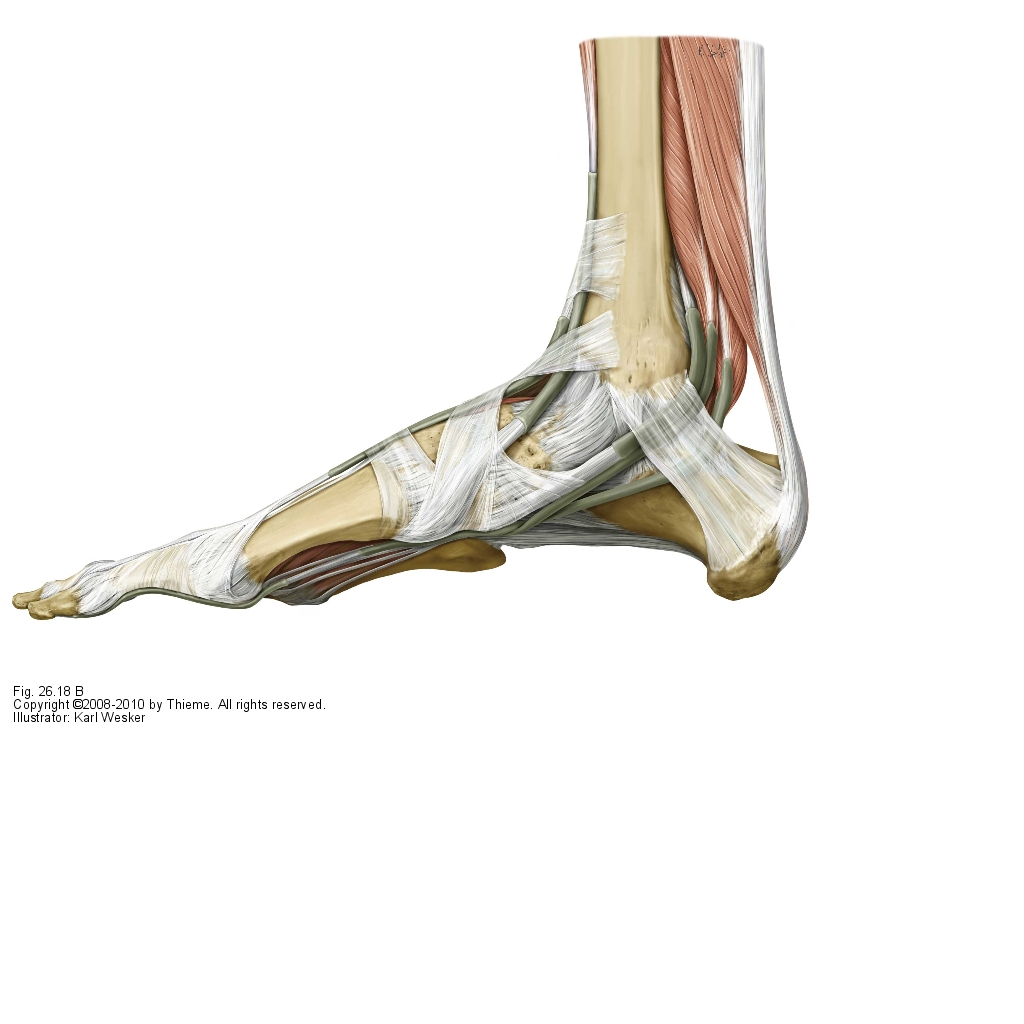 Fig. 26.18 B
Copyright ©2008-2010 by Thieme. All rights reserved.
Illustrator: Karl Wesker